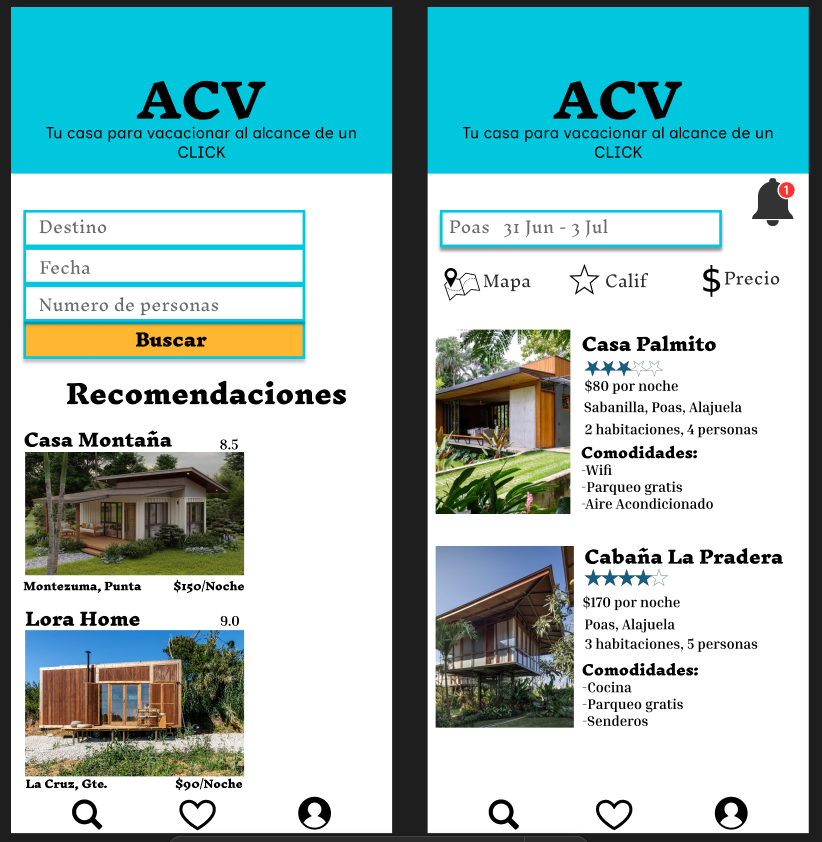 ACV
Tu casa para vacacionar al alcance de un
CLICK
Destino
Fecha
Numero de personas
Buscar
Recomendaciones
Casa Montaña 8.5
Montezuma, Punta $150/Noche
Lora Home 9.0
La Cruz, Gte. $90/Noche
ACV
Tu casa para vacacionar al alcance de un
CLICK
1
Poas 31 Jun - 3 Jul
Mapa Calif $ Precio
Casa Palmito
$80 por noche
Sabanilla, Poas, Alajuela
2 habitaciones, 4 personas
Comodidades:
-Wifi
-Parqueo gratis
-Aire Acondicionado
Cabaña La Pradera
$170 por noche
Poas, Alajuela
3 habitaciones, 5 personas
Comodidades:
-Cocina
-Parqueo gratis
-Senderos